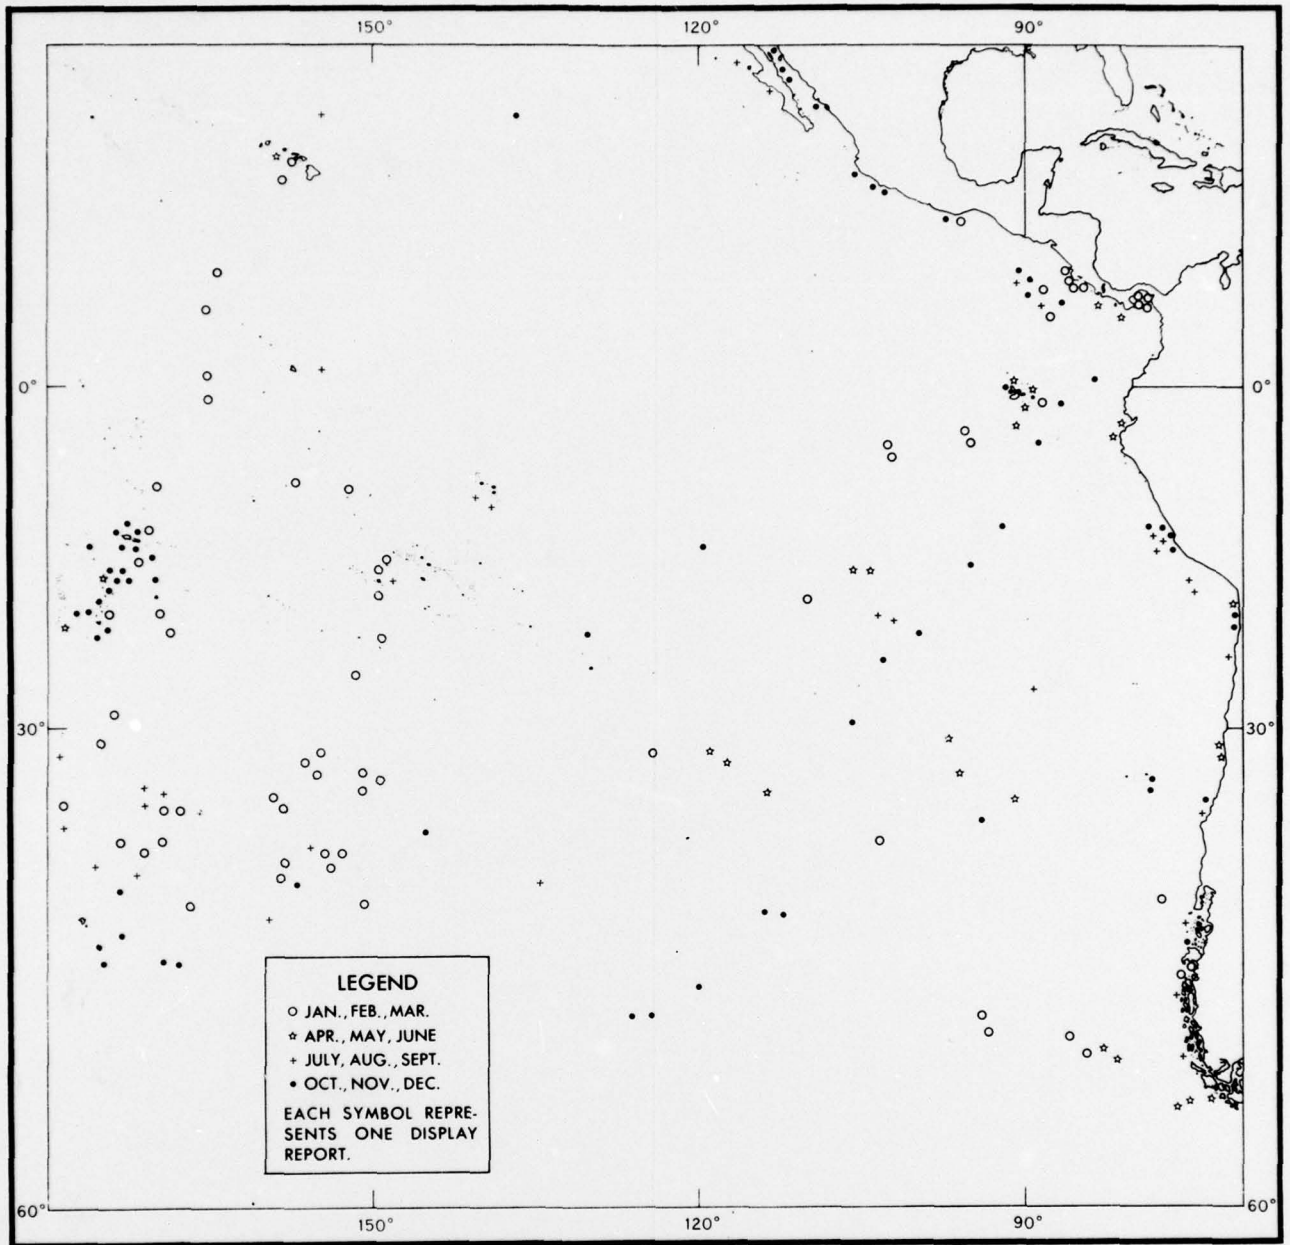 150° 120° 90°
0° 0°
30° 30°
LEGEND
JAN., FEB., MAR.
APR., MAY, JUNE
JULY, AUG., SEPT.
OCT., NOV., DEC.
EACH SYMBOL REPRE-
SENTS ONE DISPLAY
REPORT.
60° 60°
150° 120° 90°